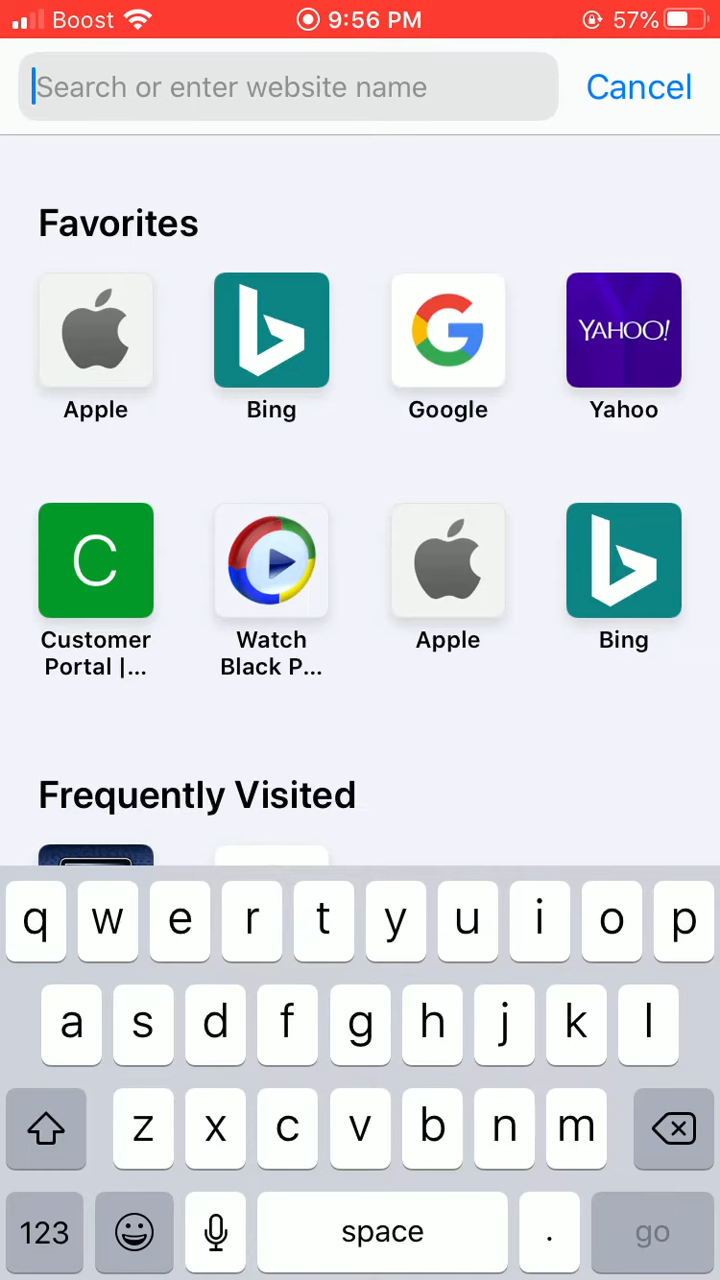 Boost 9:56 PM 57%
Search or enter website name Cancel
Favorites
YAHOO!
Apple Bing Google Yahoo
C
Customer Portal |... Watch Black P... Apple Bing
Frequently Visited
q w e r t y u i o p
a s d f g h j k l
z x c v b n m
123 space . go